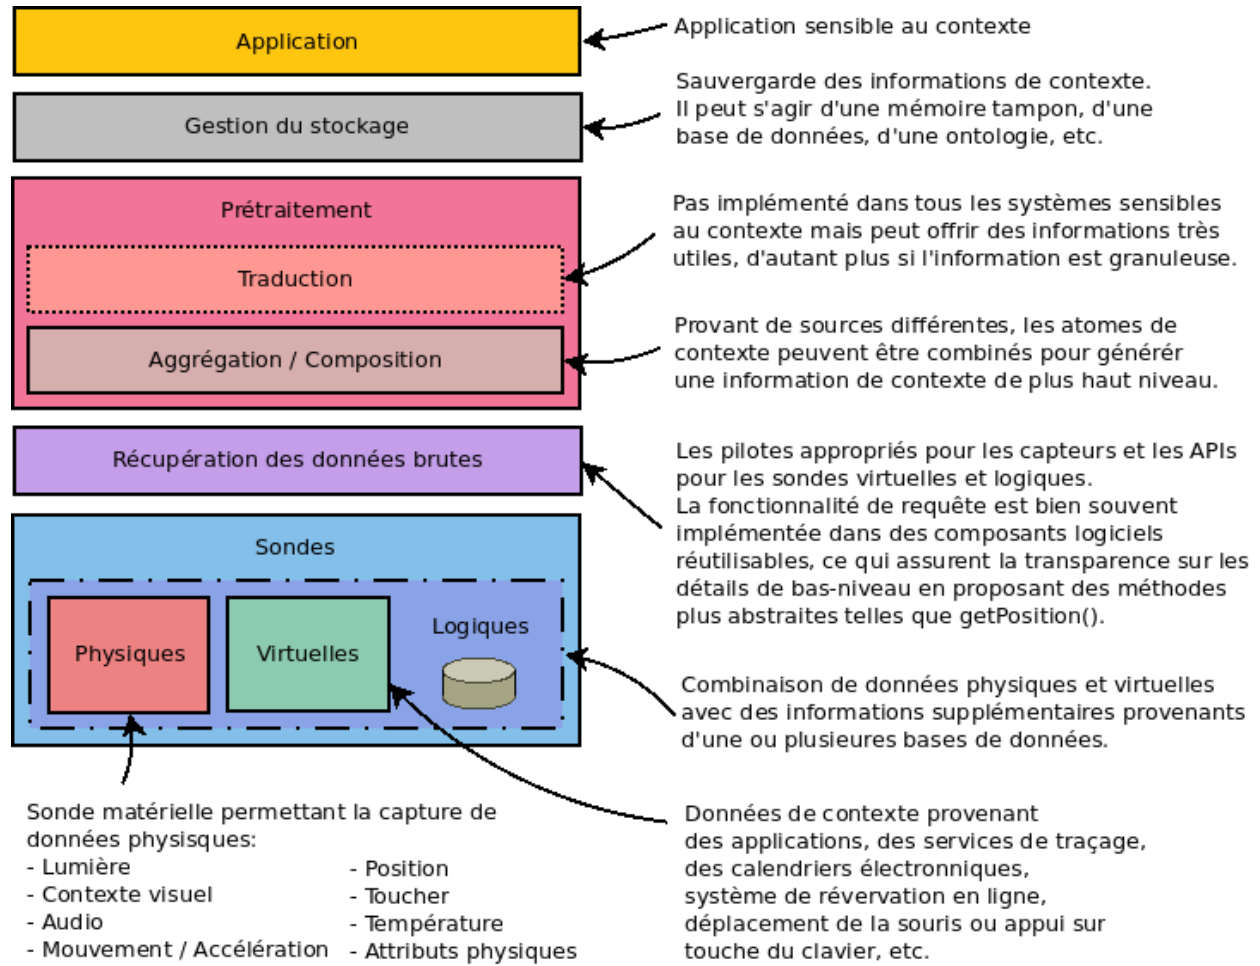 Application
Application sensible au contexte
Gestion du stockage
Sauvergarde des informations de contexte.
Il peut s'agir d'une mémoire tampon, d'une
base de données, d'une ontologie, etc.
Prétraitement
Traduction
Pas implémenté dans tous les systèmes sensibles
au contexte mais peut offrir des informations très
utiles, d'autant plus si l'information est granuleuse.
Aggrégation / Composition
Provant de sources différentes, les atomes de
contexte peuvent être combinés pour générér
une information de contexte de plus haut niveau.
Récupération des données brutes
Les pilotes appropriés pour les capteurs et les APIs
pour les sondes virtuelles et logiques.
La fonctionnalité de requête est bien souvent
implémentée dans des composants logiciels
réutilisables, ce qui assurent la transparence sur les
détails de bas-niveau en proposant des méthodes
plus abstraites telles que getPosition().
Sondes
Physiques
Virtuelles
Logiques
Combinaison de données physiques et virtuelles
avec des informations supplémentaires provenants
d'une ou plusieures bases de données.
Sonde matérielle permettant la capture de
données physisques:
- Lumière
- Contexte visuel
- Audio
- Mouvement / Accélération
- Position
- Toucher
- Température
- Attributs physiques
Données de contexte provenant
des applications, des services de traçage,
des calendriers électronniques,
système de révervation en ligne,
déplacement de la souris ou appui sur
touche du clavier, etc.